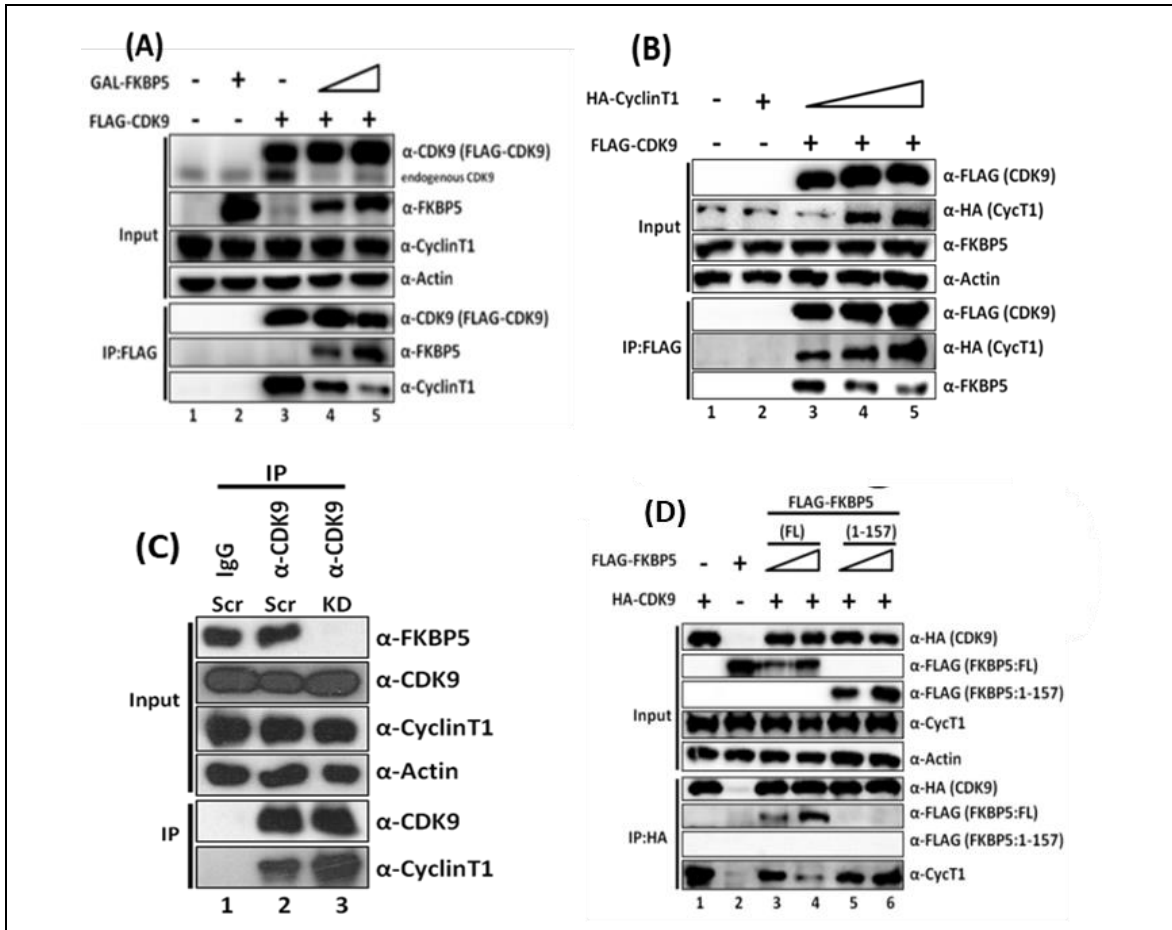 (A)
GAL-FKBP5 - + -
FLAG-CDK9 - - + + +
α-CDK9 (FLAG-CDK9)
endogenous CDK9
α-FKBP5
Input
α-CyclinT1
α-Actin
α-CDK9 (FLAG-CDK9)
IP:FLAG
α-FKBP5
α-CyclinT1
1 2 3 4 5
(B)
HA-CyclinT1 - +
FLAG-CDK9 - - + + +
α-FLAG (CDK9)
α-HA (CycT1)
Input
α-FKBP5
α-Actin
α-FLAG (CDK9)
IP:FLAG
α-HA (CycT1)
α-FKBP5
1 2 3 4 5
(C)
IP
IgG α-CDK9 α-CDK9
Scr Scr KD
α-FKBP5
α-CDK9
Input
α-CyclinT1
α-Actin
α-CDK9
IP
α-CyclinT1
1 2 3
(D)
FLAG-FKBP5
(FL) (1-157)
FLAG-FKBP5 - +
HA-CDK9 + - + + + +
α-HA (CDK9)
α-FLAG (FKBP5:FL)
α-FLAG (FKBP5:1-157)
Input
α-CycT1
α-Actin
α-HA (CDK9)
α-FLAG (FKBP5:FL)
IP:HA
α-FLAG (FKBP5:1-157)
α-CycT1
1 2 3 4 5 6